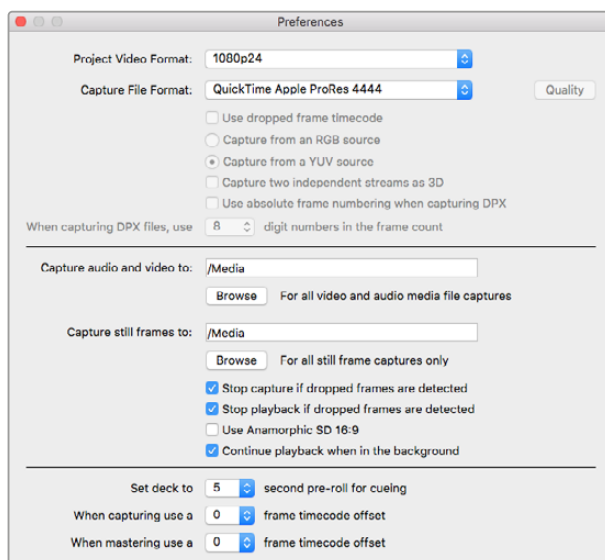 Preferences
Project Video Format: 1080p24
Capture File Format: QuickTime Apple ProRes 4444 Quality
Use dropped frame timecode
Capture from an RGB source
Capture from a YUV source
Capture two independent streams as 3D
Use absolute frame numbering when capturing DPX
When capturing DPX files, use 8 digit numbers in the frame count
Capture audio and video to: /Media
Browse For all video and audio media file captures
Capture still frames to: /Media
Browse For all still frame captures only
Stop capture if dropped frames are detected
Stop playback if dropped frames are detected
Use Anamorphic SD 16:9
Continue playback when in the background
Set deck to 5 second pre-roll for cueing
When capturing use a 0 frame timecode offset
When mastering use a 0 frame timecode offset